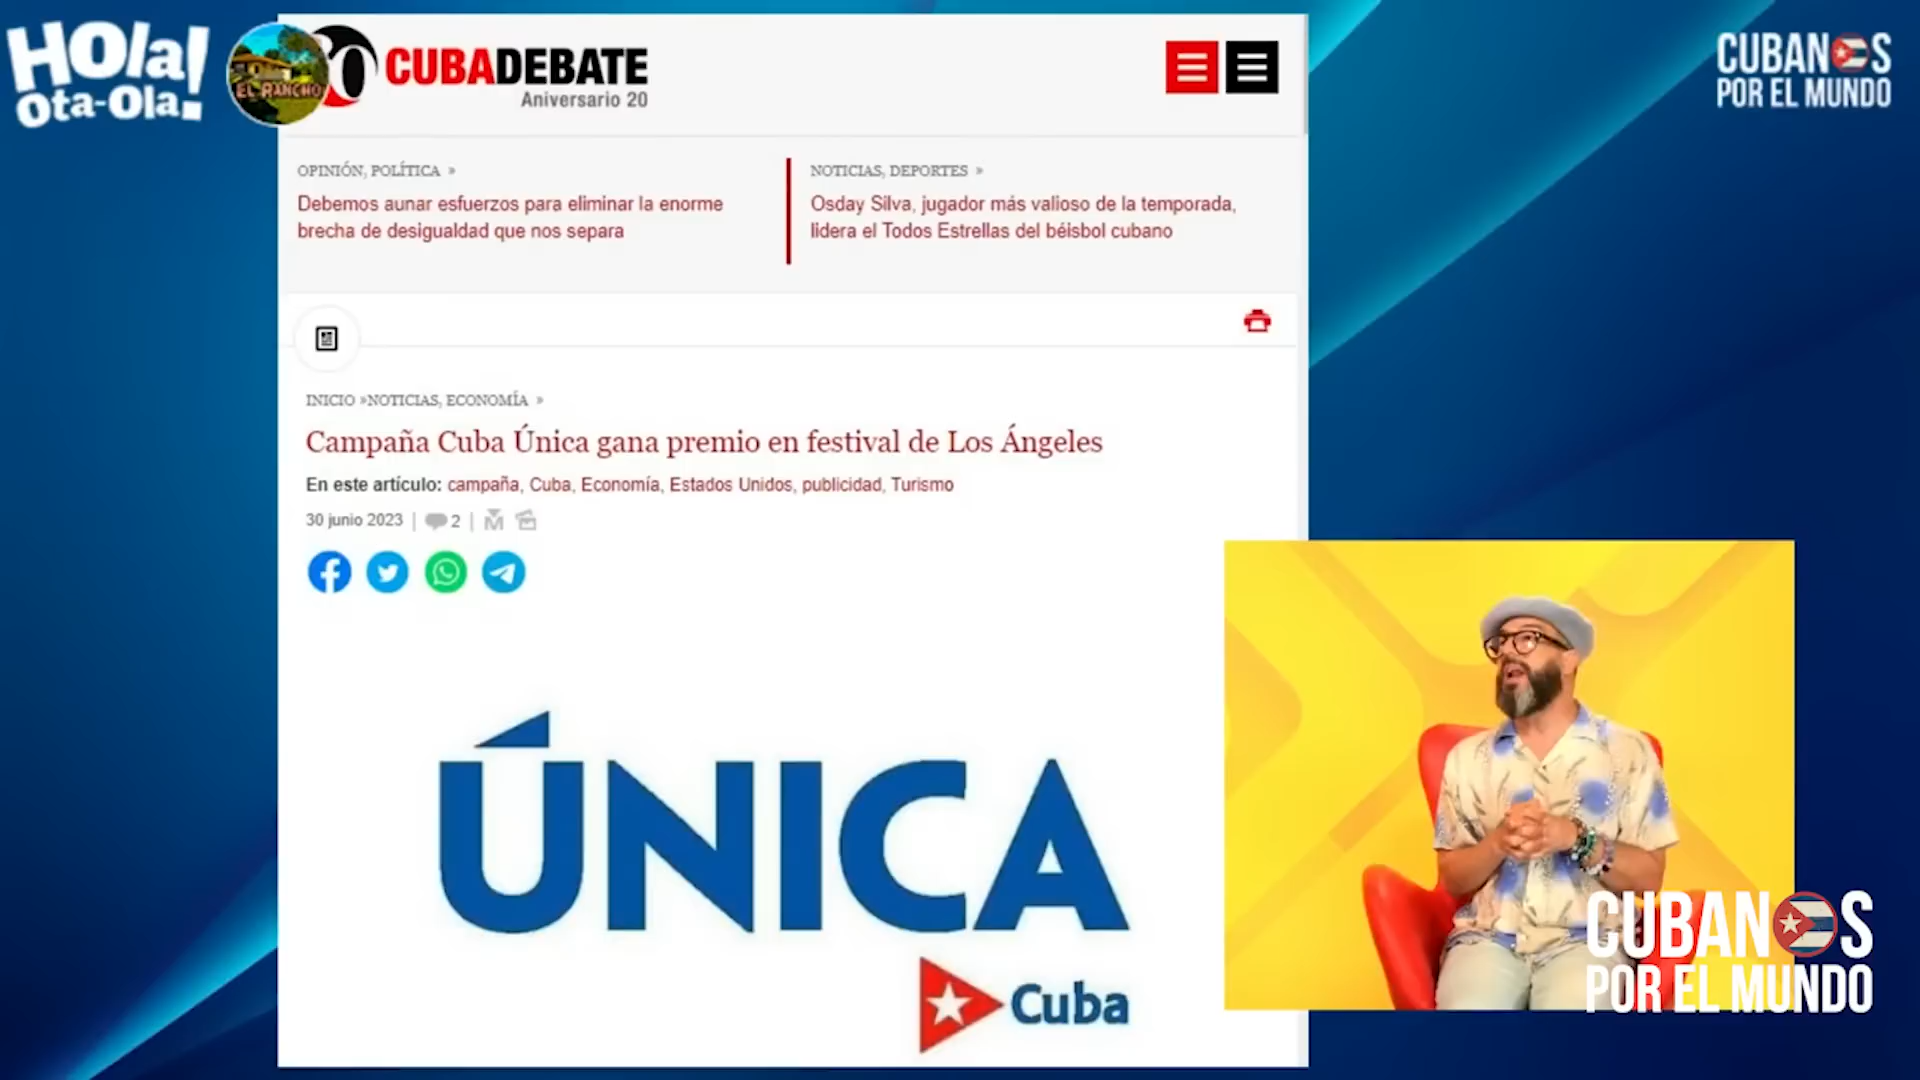 HOla!
Ota-Ola!
EL RANCHO
CUBADEBATE
Aniversario 20
CUBANOS
POR EL MUNDO
OPINIÓN, POLÍTICA »
Debemos aunar esfuerzos para eliminar la enorme
brecha de desigualdad que nos separa
NOTICIAS, DEPORTES »
Osday Silva, jugador más valioso de la temporada,
lidera el Todos Estrellas del béisbol cubano
INICIO »NOTICIAS, ECONOMÍA »
Campaña Cuba Única gana premio en festival de Los Ángeles
En este artículo: campaña, Cuba, Economía, Estados Unidos, publicidad, Turismo
30 junio 2023 | 2 |
ÚNICA
Cuba
CUBANOS
POR EL MUNDO